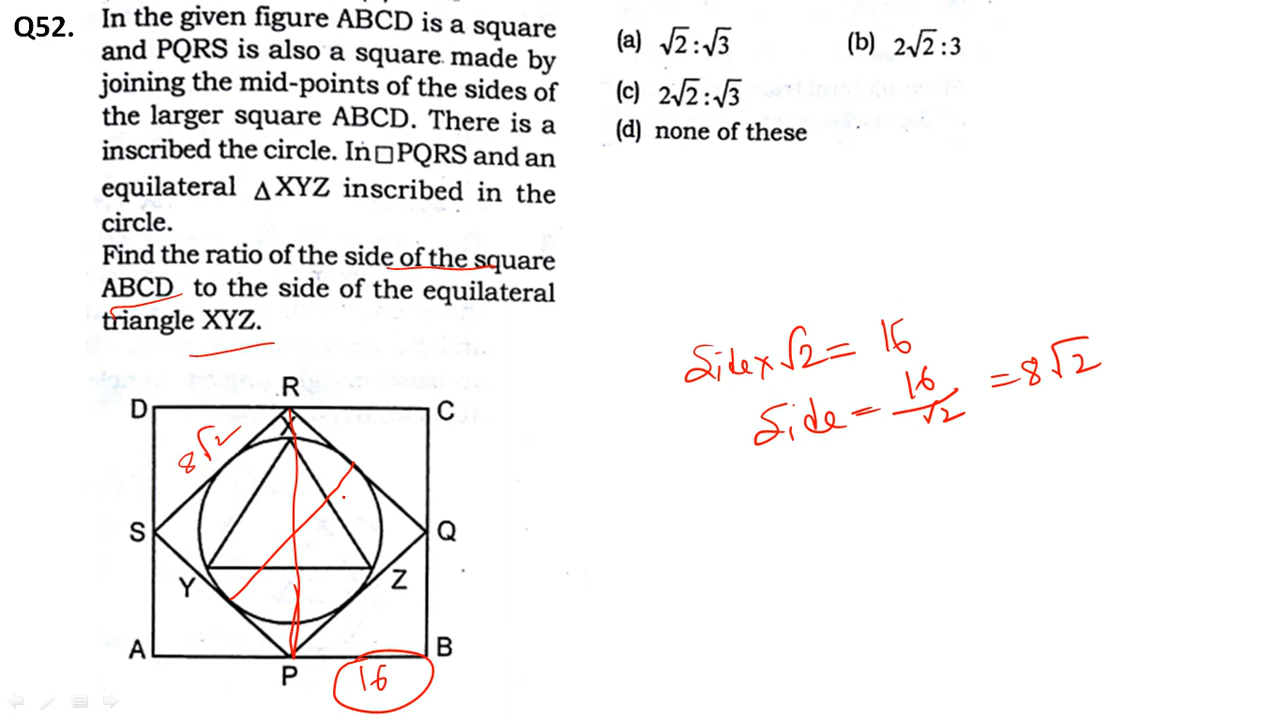 Q52. In the given figure ABCD is a square
and PQRS is also a square made by
joining the mid-points of the sides of
the larger square ABCD. There is a
inscribed the circle. In□PQRS and an
equilateral ΔXYZ inscribed in the
circle.
Find the ratio of the side of the square
ABCD to the side of the equilateral
triangle XYZ.
(a) √2:√3 (b) 2√2:3
(c) 2√2:√3
(d) none of these
Side x √2 = 16
Side = 16/√2 = 8√2
R
D C
X
8√2
S Q
Y Z
A B
P 16